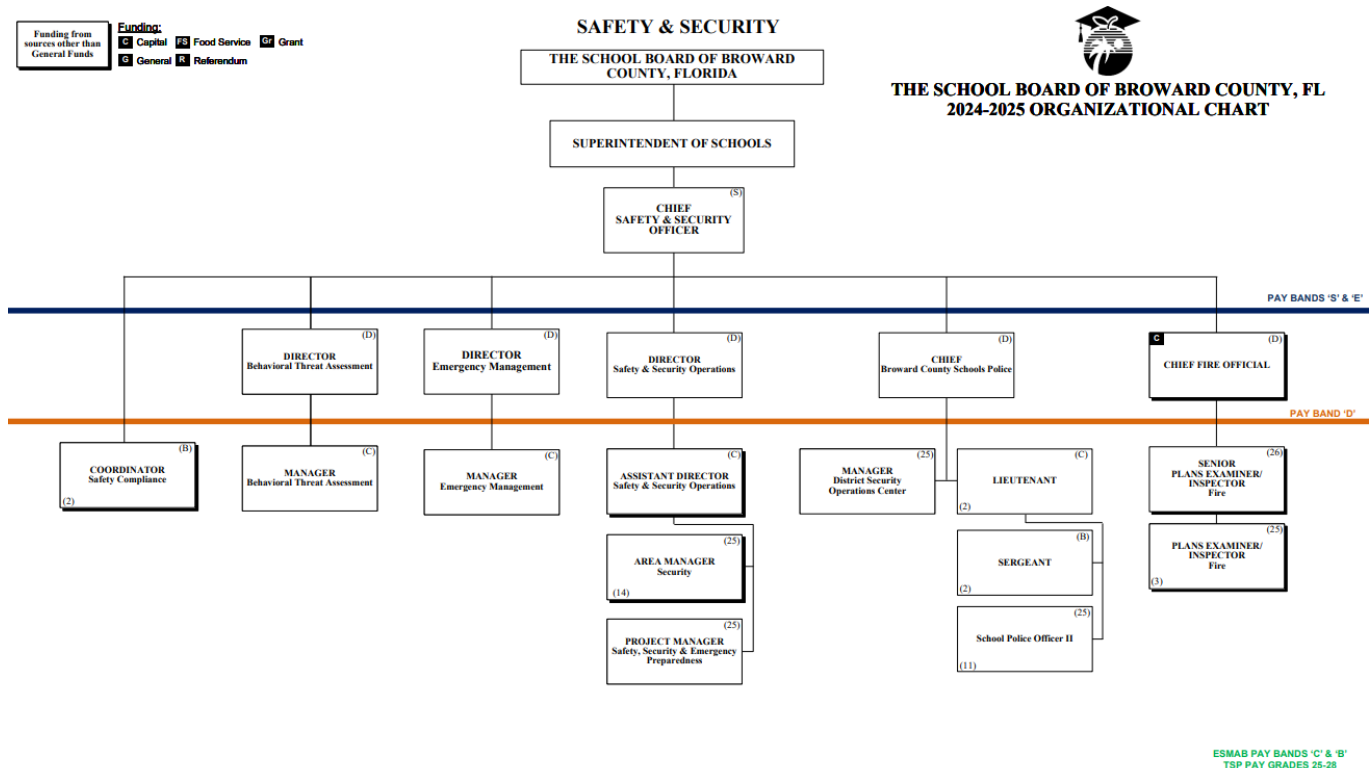 Funding from
sources other than
General Funds
Funding:
C Capital FS Food Service Gr Grant
G General R Referendum
SAFETY & SECURITY
THE SCHOOL BOARD OF BROWARD
COUNTY, FLORIDA
THE SCHOOL BOARD OF BROWARD COUNTY, FL
2024-2025 ORGANIZATIONAL CHART
SUPERINTENDENT OF SCHOOLS
(S)
CHIEF
SAFETY & SECURITY
OFFICER
PAY BANDS ‘S’ & ‘E’
(D)
DIRECTOR
Behavioral Threat Assessment
(D)
DIRECTOR
Emergency Management
(D)
DIRECTOR
Safety & Security Operations
(D)
CHIEF
Broward County Schools Police
C (D)
CHIEF FIRE OFFICIAL
PAY BAND ‘D’
(B)
COORDINATOR
Safety Compliance
(2)
(C)
MANAGER
Behavioral Threat Assessment
(C)
MANAGER
Emergency Management
(C)
ASSISTANT DIRECTOR
Safety & Security Operations
(25)
AREA MANAGER
Security
(14)
(25)
PROJECT MANAGER
Safety, Security & Emergency
Preparedness
(25)
MANAGER
District Security
Operations Center
(C)
LIEUTENANT
(2)
(B)
SERGEANT
(2)
(25)
School Police Officer II
(11)
(26)
SENIOR
PLANS EXAMINER/
INSPECTOR
Fire
(25)
PLANS EXAMINER/
INSPECTOR
Fire
(3)
ESMAB PAY BANDS ‘C’ & ‘B’
TSP PAY GRADES 25-28